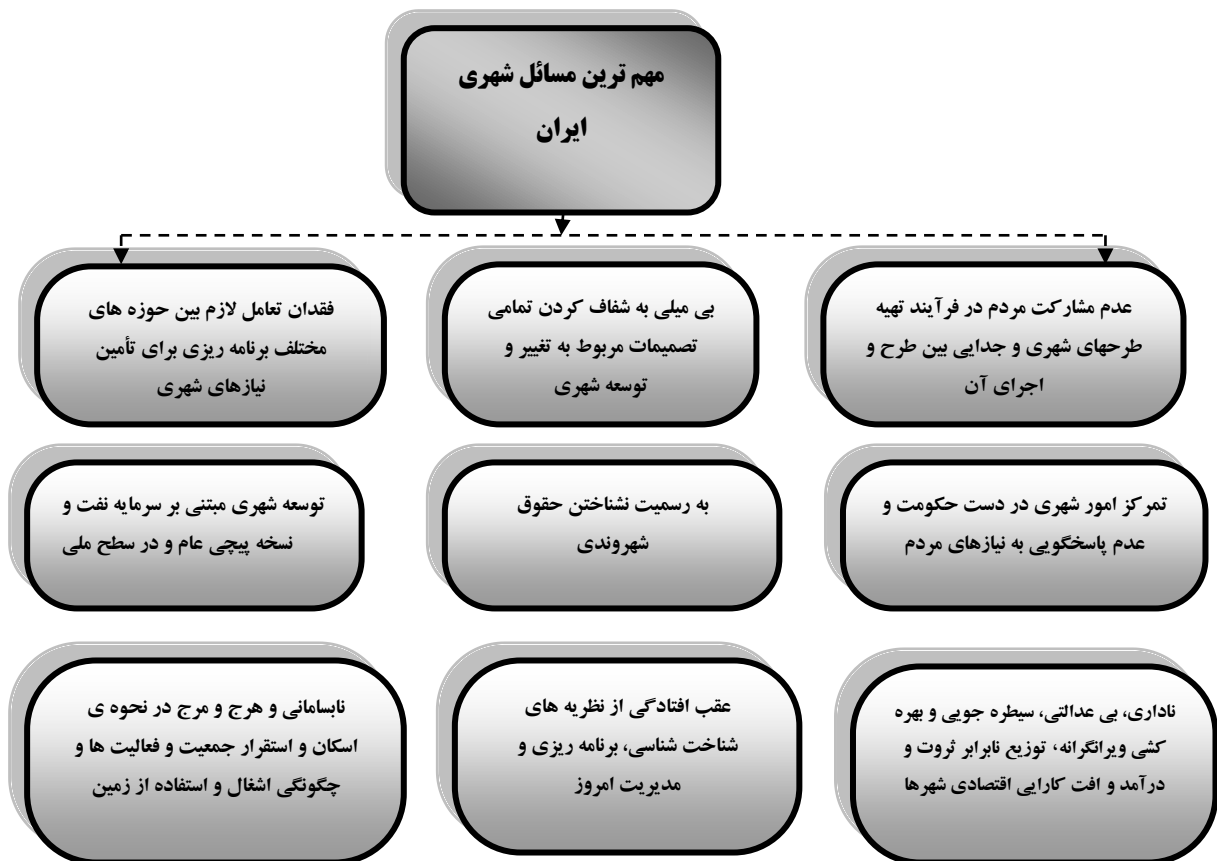 مهم ترین مسائل شهری
ایران
عدم مشارکت مردم در فرآیند تهیه
طرحهای شهری و جدایی بین طرح و
اجرای آن
بی میلی به شفاف کردن تمامی
تصمیمات مربوط به تغییر و
توسعه شهری
فقدان تعامل لازم بین حوزه های
مختلف برنامه ریزی برای تأمین
نیازهای شهری
تمرکز امور شهری در دست حکومت و
عدم پاسخگویی به نیازهای مردم
به رسمیت نشناختن حقوق
شهروندی
توسعه شهری مبتنی بر سرمایه نفت و
نسخه پیچی عام و در سطح ملی
ناداری، بی عدالتی، سیطره جویی و بهره
کشی ویرانگرانه، توزیع نابرابر ثروت و
درآمد و افت کارایی اقتصادی شهرها
عقب افتادگی از نظریه های
شناخت شناسی، برنامه ریزی و
مدیریت امروز
نابسامانی و هرج و مرج در نحوه ی
اسکان و استقرار جمعیت و فعالیت ها و
چگونگی اشغال و استفاده از زمین